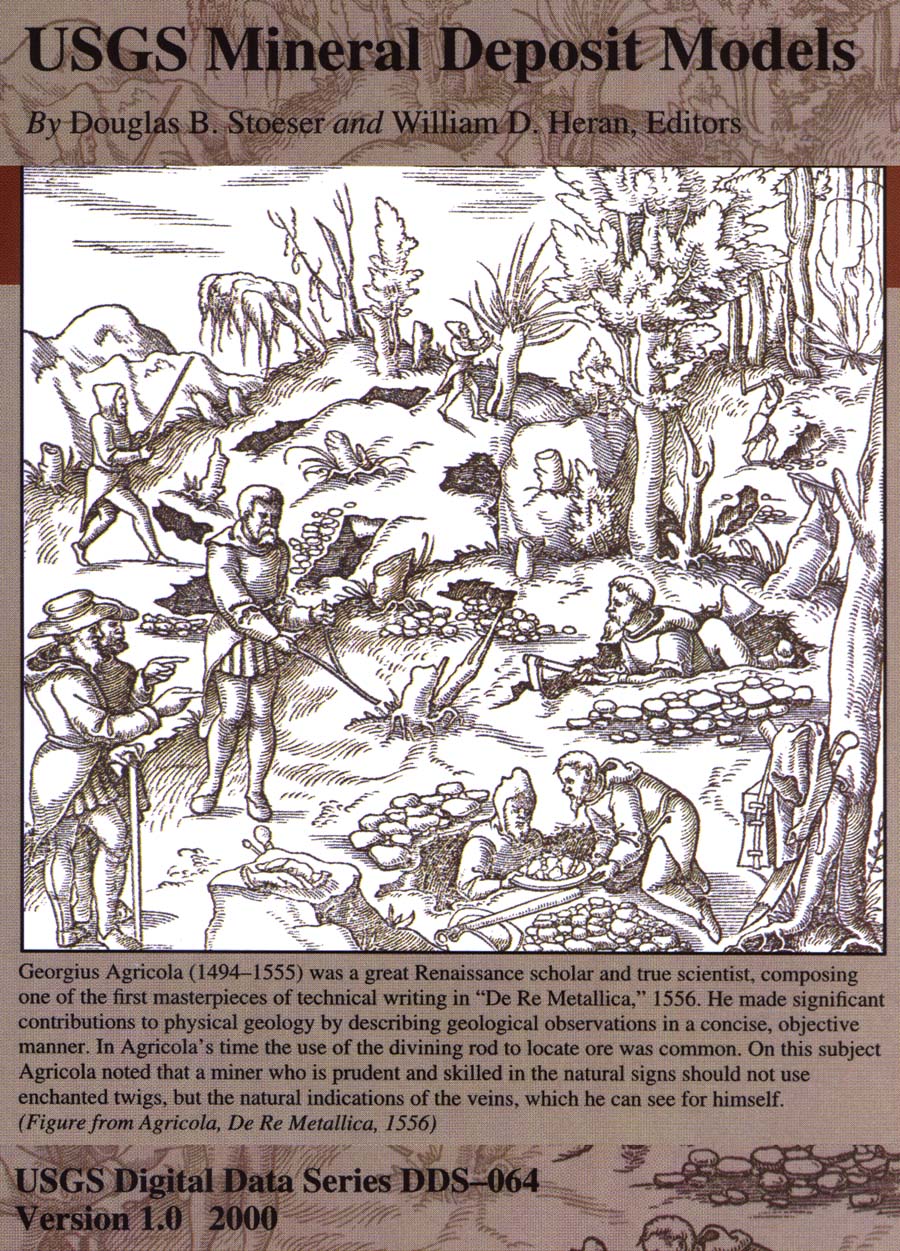 USGS Mineral Deposit Models
By Douglas B. Stoeser and William D. Heran, Editors
Georgius Agricola (1494–1555) was a great Renaissance scholar and true scientist, composing
one of the first masterpieces of technical writing in “De Re Metallica,” 1556. He made significant
contributions to physical geology by describing geological observations in a concise, objective
manner. In Agricola’s time the use of the divining rod to locate ore was common. On this subject
Agricola noted that a miner who is prudent and skilled in the natural signs should not use
enchanted twigs, but the natural indications of the veins, which he can see for himself.
(Figure from Agricola, De Re Metallica, 1556)
USGS Digital Data Series DDS–064
Version 1.0 2000